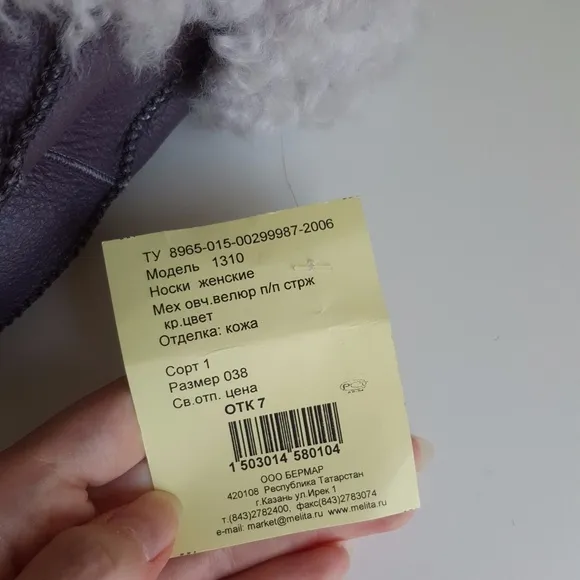 ТУ 8965-015-00299987-2006
Модель 1310
Носки женские
Мех овч.велюр п/п стрж
кр.цвет
Отделка: кожа
Сорт 1
Размер 038
Св.отп. цена
ОТК 7
1 503014 580104
ООО БЕРМАР
420108 Республика Татарстан
г.Казань ул.Ирек 1
т.(843)2782400, факс(843)2783074
e-mail: market@melita.ru www.melita.ru